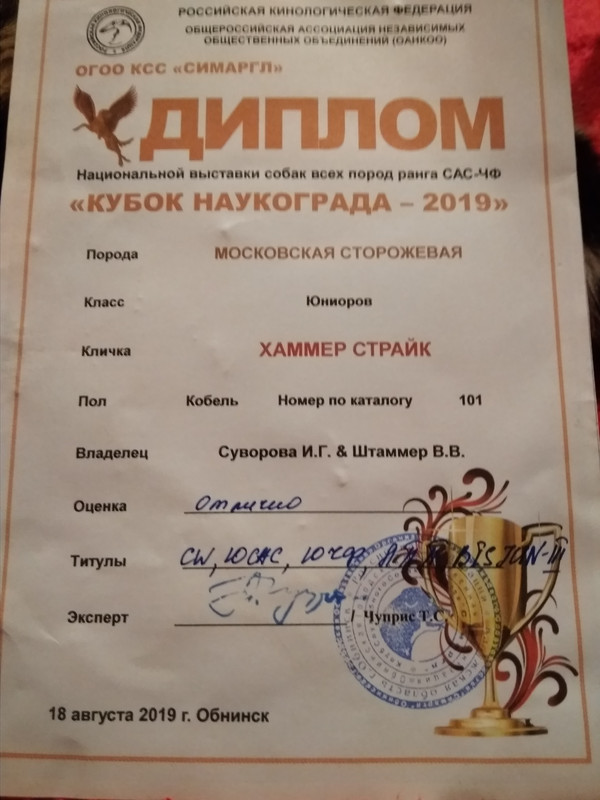 РОССИЙСКАЯ КИНОЛОГИЧЕСКАЯ ФЕДЕРАЦИЯ
ОБЩЕРОССИЙСКАЯ АССОЦИАЦИЯ НЕЗАВИСИМЫХ
ОБЩЕСТВЕННЫХ ОБЪЕДИНЕНИЙ (ОАНКОО)
ОГОО КСС «СИМАРГЛ»
ДИПЛОМ
Национальной выставки собак всех пород ранга САС-ЧФ
«КУБОК НАУКОГРАДА – 2019»
Порода МОСКОВСКАЯ СТОРОЖЕВАЯ
Класс Юниоров
Кличка ХАММЕР СТРАЙК
Пол Кобель Номер по каталогу 101
Владелец Суворова И.Г. & Штаммер В.В.
Оценка Отлично
Титулы CW, ЮСАС, ЮЧФ
Эксперт Чуприс Т.С.
18 августа 2019 г. Обнинск